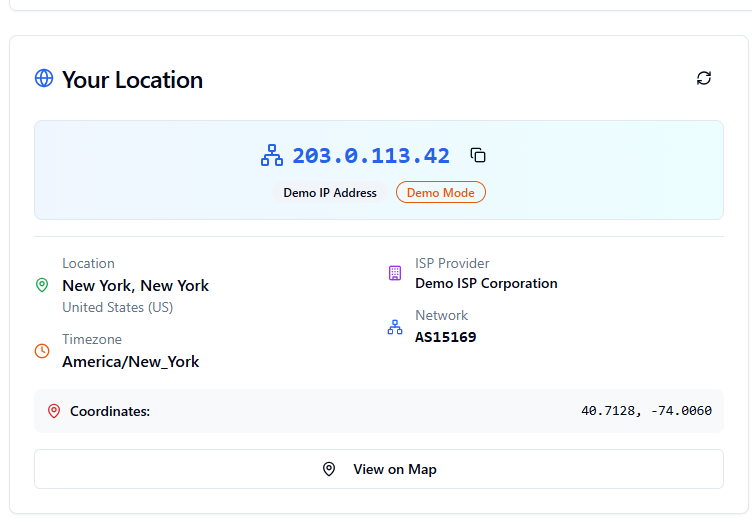 Your Location
203.0.113.42
Demo IP Address Demo Mode
Location
New York, New York
United States (US)
Timezone
America/New_York
ISP Provider
Demo ISP Corporation
Network
AS15169
Coordinates: 40.7128, -74.0060
View on Map